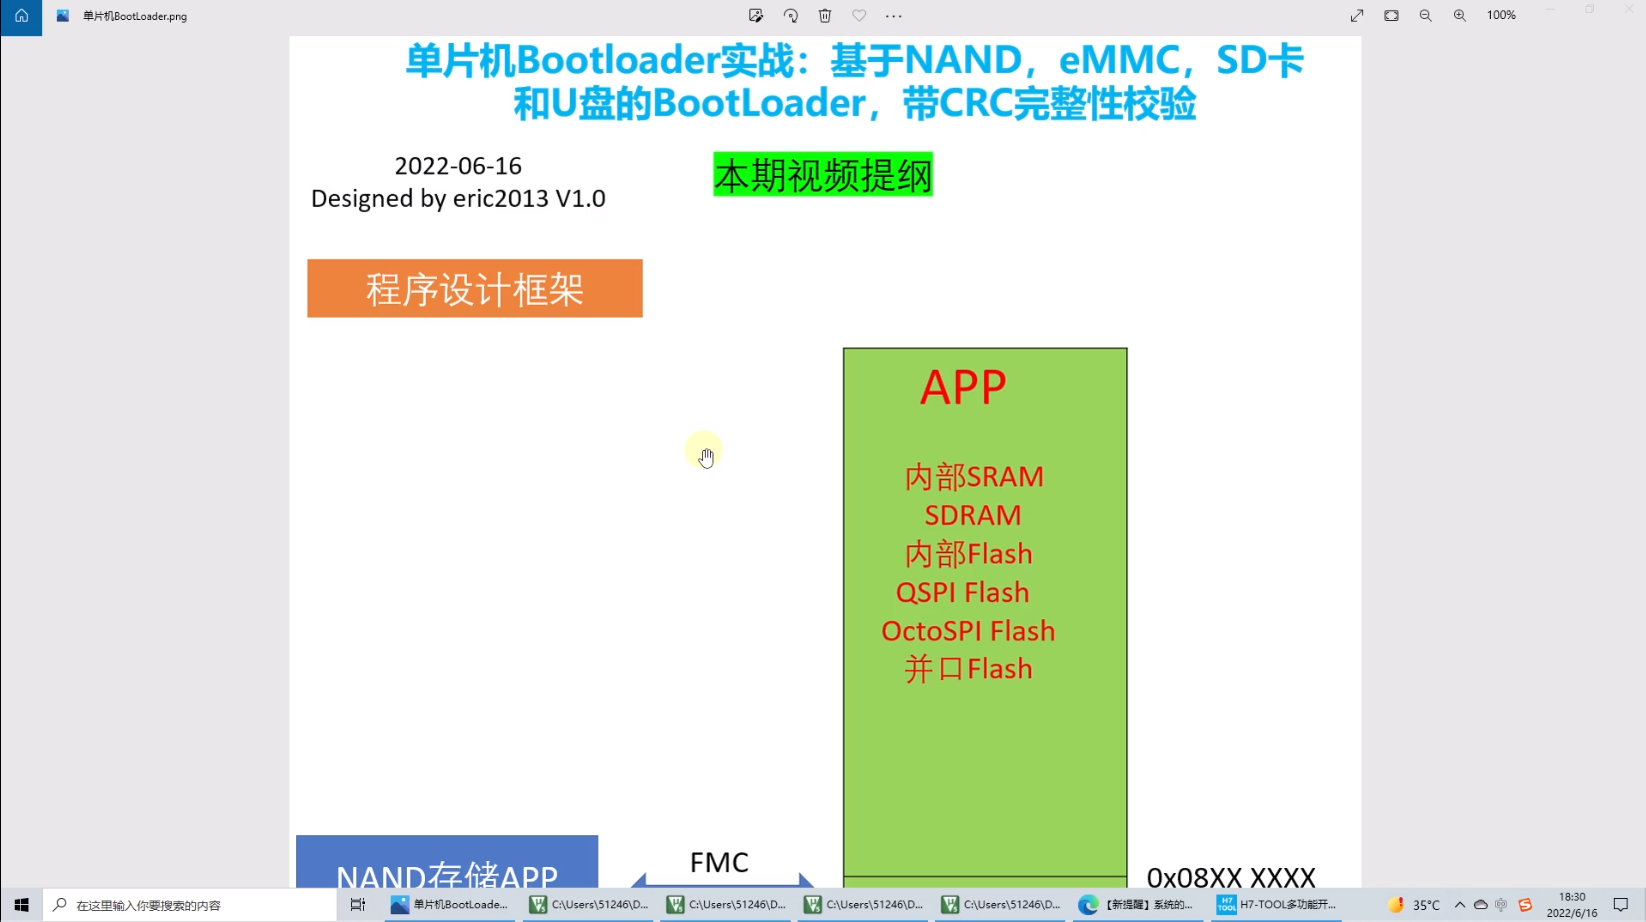 单片机BootLoader.png
100%
单片机Bootloader实战：基于NAND，eMMC，SD卡
和U盘的BootLoader，带CRC完整性校验
2022-06-16
Designed by eric2013 V1.0
本期视频提纲
程序设计框架
APP
内部SRAM
SDRAM
内部Flash
QSPI Flash
OctoSPI Flash
并口Flash
NAND存储APP
FMC
0x08XX XXXX
在这里输入你要搜索的内容
单片机BootLoade...
C:\Users\51246\D...
C:\Users\51246\D...
C:\Users\51246\D...
C:\Users\51246\D...
【新提醒】系统的...
H7-TOOL多功能开...
35°C
中
18:30
2022/6/16